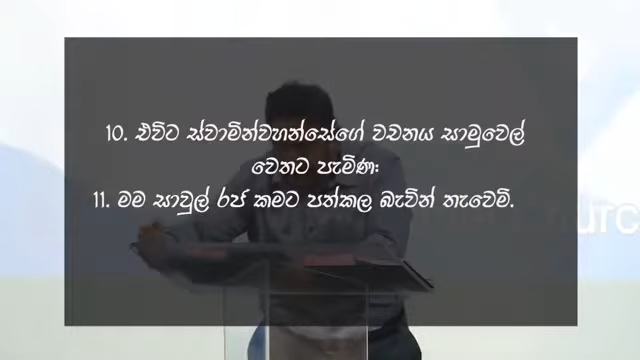 10. එවිට ස්වාමින්වහන්සේගේ වචනය සාමුවෙල්
වෙතට පැමිණ:
11. මම සාවුල් රජ කමට පත්කල බැවින් තැවෙමි.